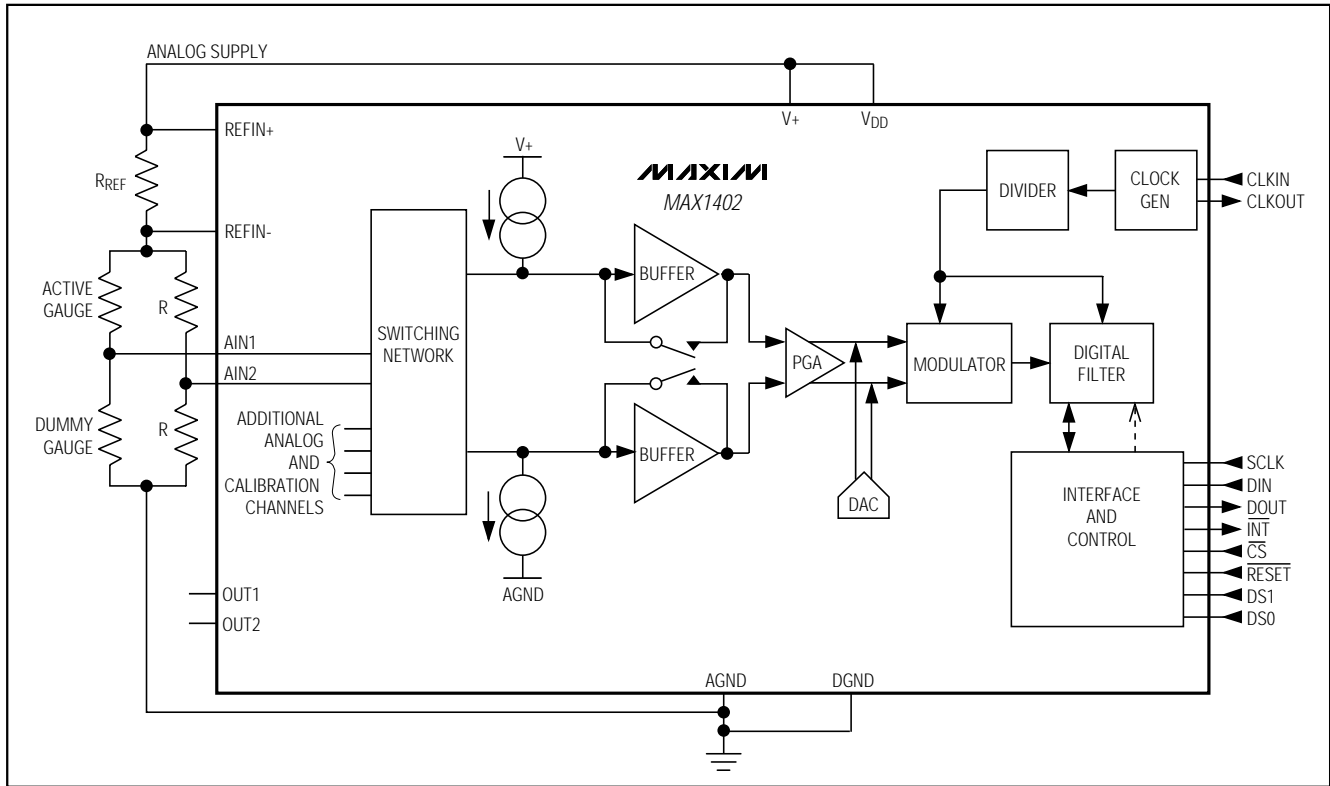 ANALOG SUPPLY
V+
VDD
REFIN+
RREF
REFIN-
ACTIVE
GAUGE
R
AIN1
AIN2
DUMMY
GAUGE
R
ADDITIONAL
ANALOG
AND
CALIBRATION
CHANNELS
OUT1
OUT2
SWITCHING
NETWORK
V+
AGND
MAXIM
MAX1402
BUFFER
BUFFER
PGA
DAC
DIVIDER
CLOCK
GEN
CLKIN
CLKOUT
MODULATOR
DIGITAL
FILTER
INTERFACE
AND
CONTROL
SCLK
DIN
DOUT
INT
CS
RESET
DS1
DS0
AGND
DGND